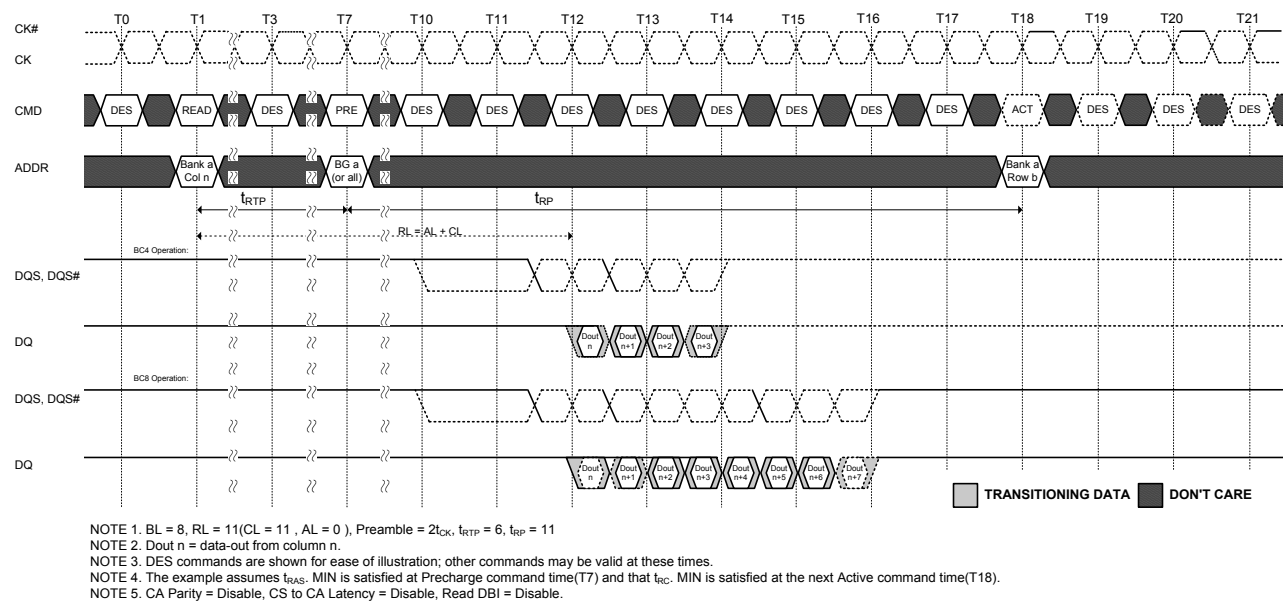 T0 T1 T3 T7 T10 T11 T12 T13 T14 T15 T16 T17 T18 T19 T20 T21
CK#
CK
CMD DES READ DES PRE DES DES DES DES DES DES DES DES ACT DES DES DES
ADDR
Bank a
Col n
BG a
(or all)
Bank a
Row b
tRTP tRP
RL = AL + CL
BC4 Operation:
DQS, DQS#
DQ
Dout n
Dout n+1
Dout n+2
Dout n+3
BC8 Operation:
DQS, DQS#
DQ
Dout n
Dout n+1
Dout n+2
Dout n+3
Dout n+4
Dout n+5
Dout n+6
Dout n+7
TRANSITIONING DATA DON'T CARE
NOTE 1. BL = 8, RL = 11(CL = 11 , AL = 0 ), Preamble = 2tCK, tRTP = 6, tRP = 11
NOTE 2. Dout n = data-out from column n.
NOTE 3. DES commands are shown for ease of illustration; other commands may be valid at these times.
NOTE 4. The example assumes tRAS. MIN is satisfied at Precharge command time(T7) and that tRC. MIN is satisfied at the next Active command time(T18).
NOTE 5. CA Parity = Disable, CS to CA Latency = Disable, Read DBI = Disable.